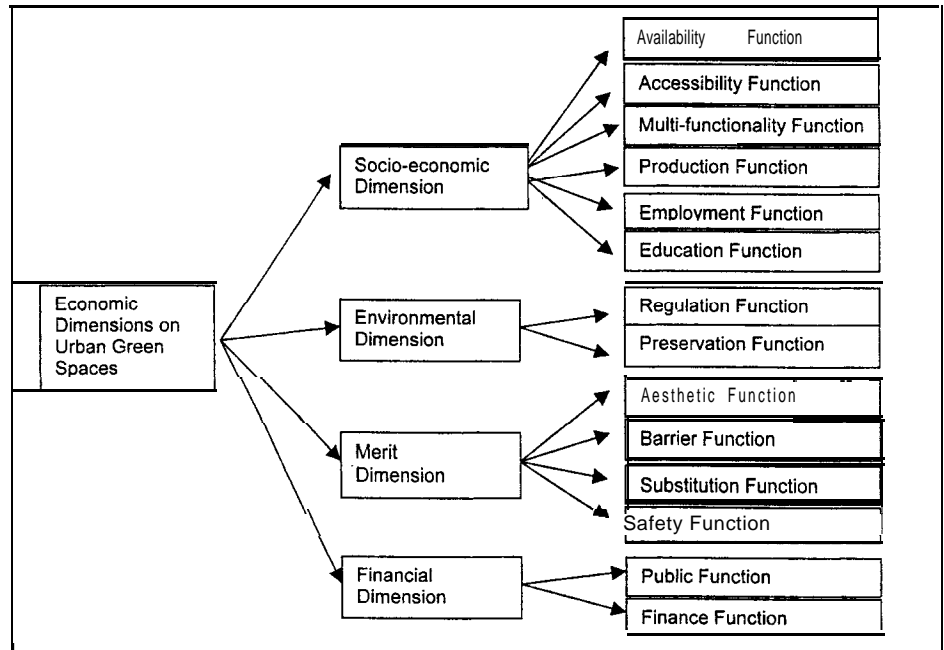 Availability Function
Accessibility Function
Multi-functionality Function
Socio-economic
Dimension
Production Function
Employment Function
Education Function
Economic
Dimensions on
Urban Green
Spaces
Environmental
Dimension
Regulation Function
Preservation Function
Aesthetic Function
Merit
Dimension
Barrier Function
Substitution Function
Safety Function
Financial
Dimension
Public Function
Finance Function